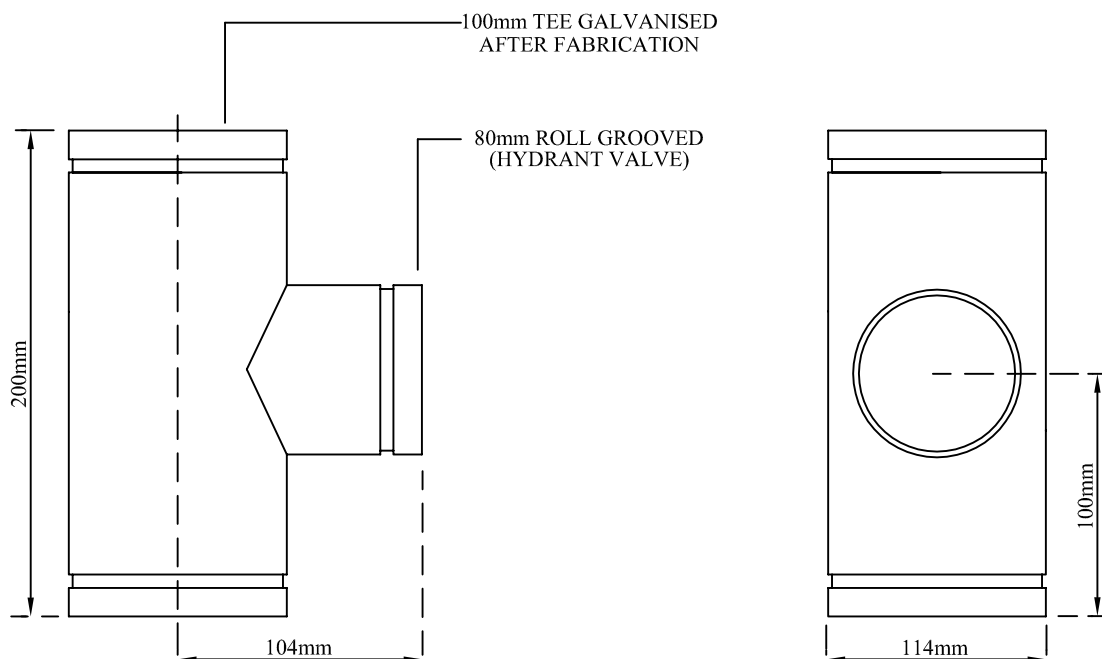 100mm TEE GALVANISED
AFTER FABRICATION
80mm ROLL GROOVED
(HYDRANT VALVE)
200mm
104mm
100mm
114mm